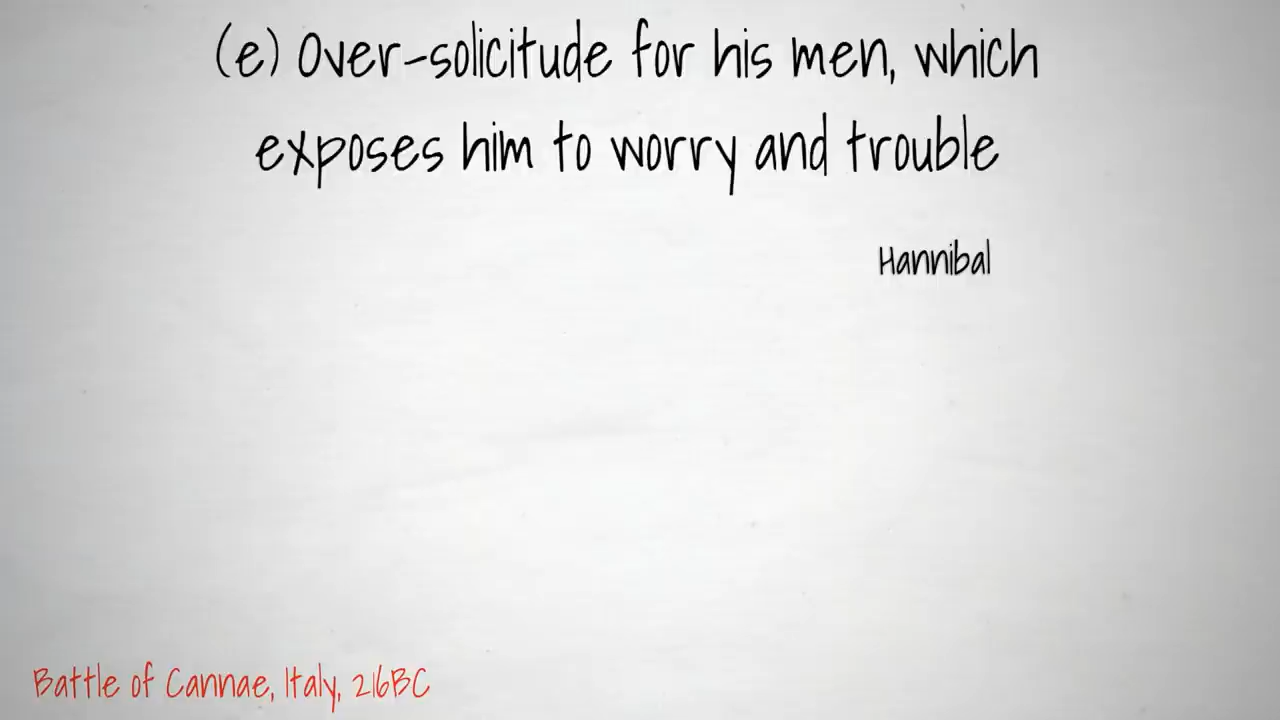 (e) Over-solicitude for his men, which
exposes him to worry and trouble
Hannibal
Battle of Cannae, Italy, 216BC